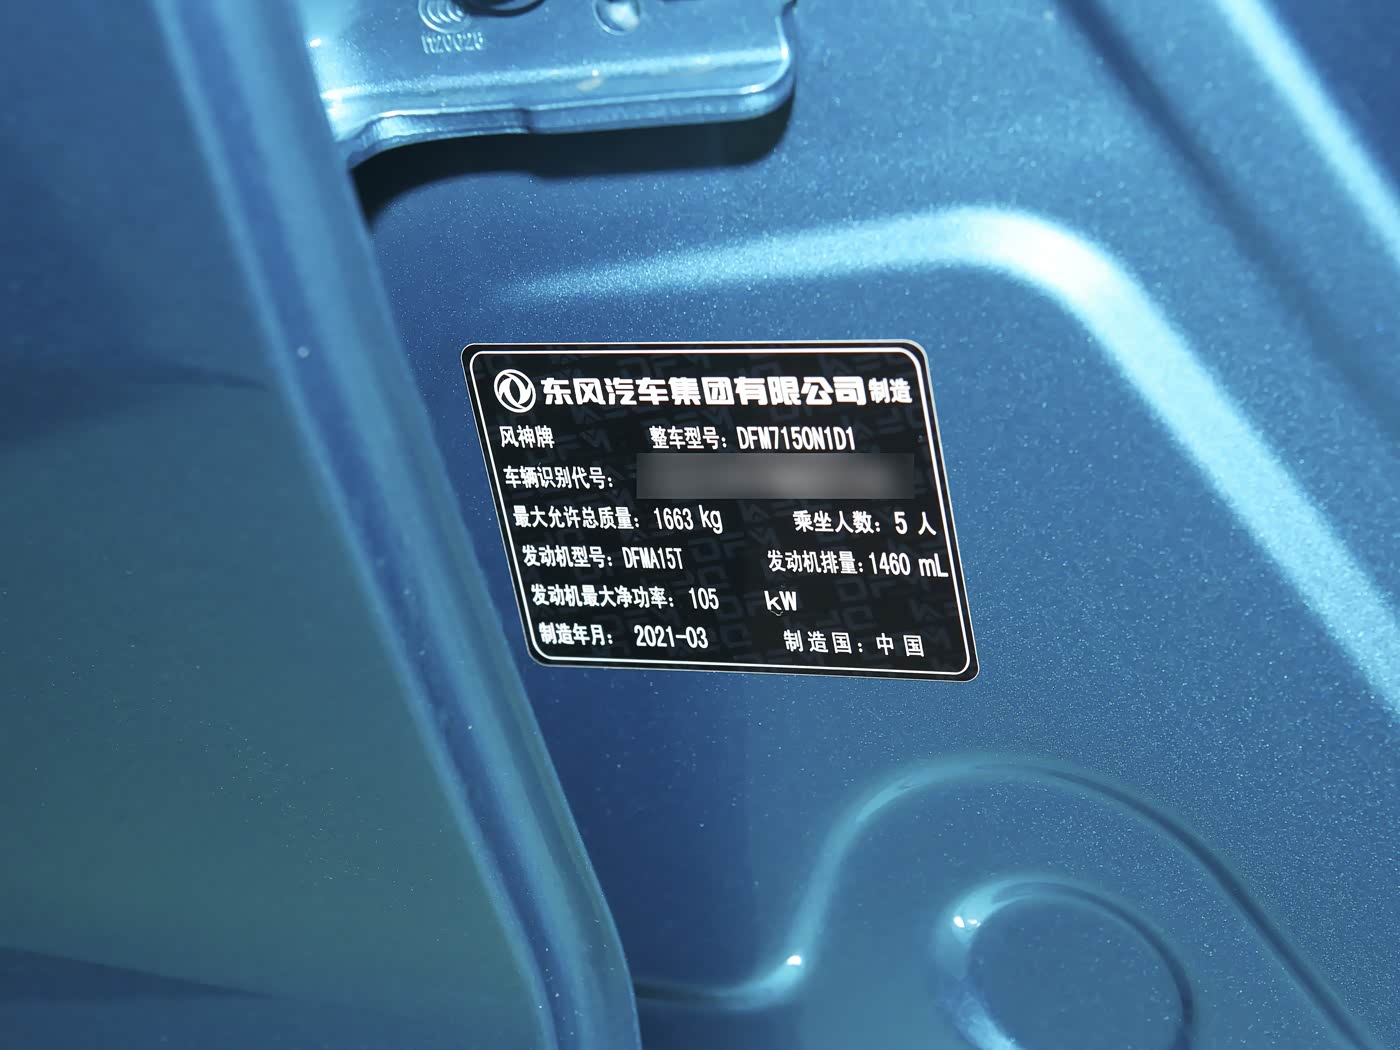 东风汽车集团有限公司制造
风神牌 整车型号：DFM7150N1D1
车辆识别代号：
最大允许总质量：1663 kg 乘坐人数：5 人
发动机型号：DFMA15T 发动机排量：1460 mL
发动机最大净功率：105 kW
制造年月：2021-03 制造国：中国